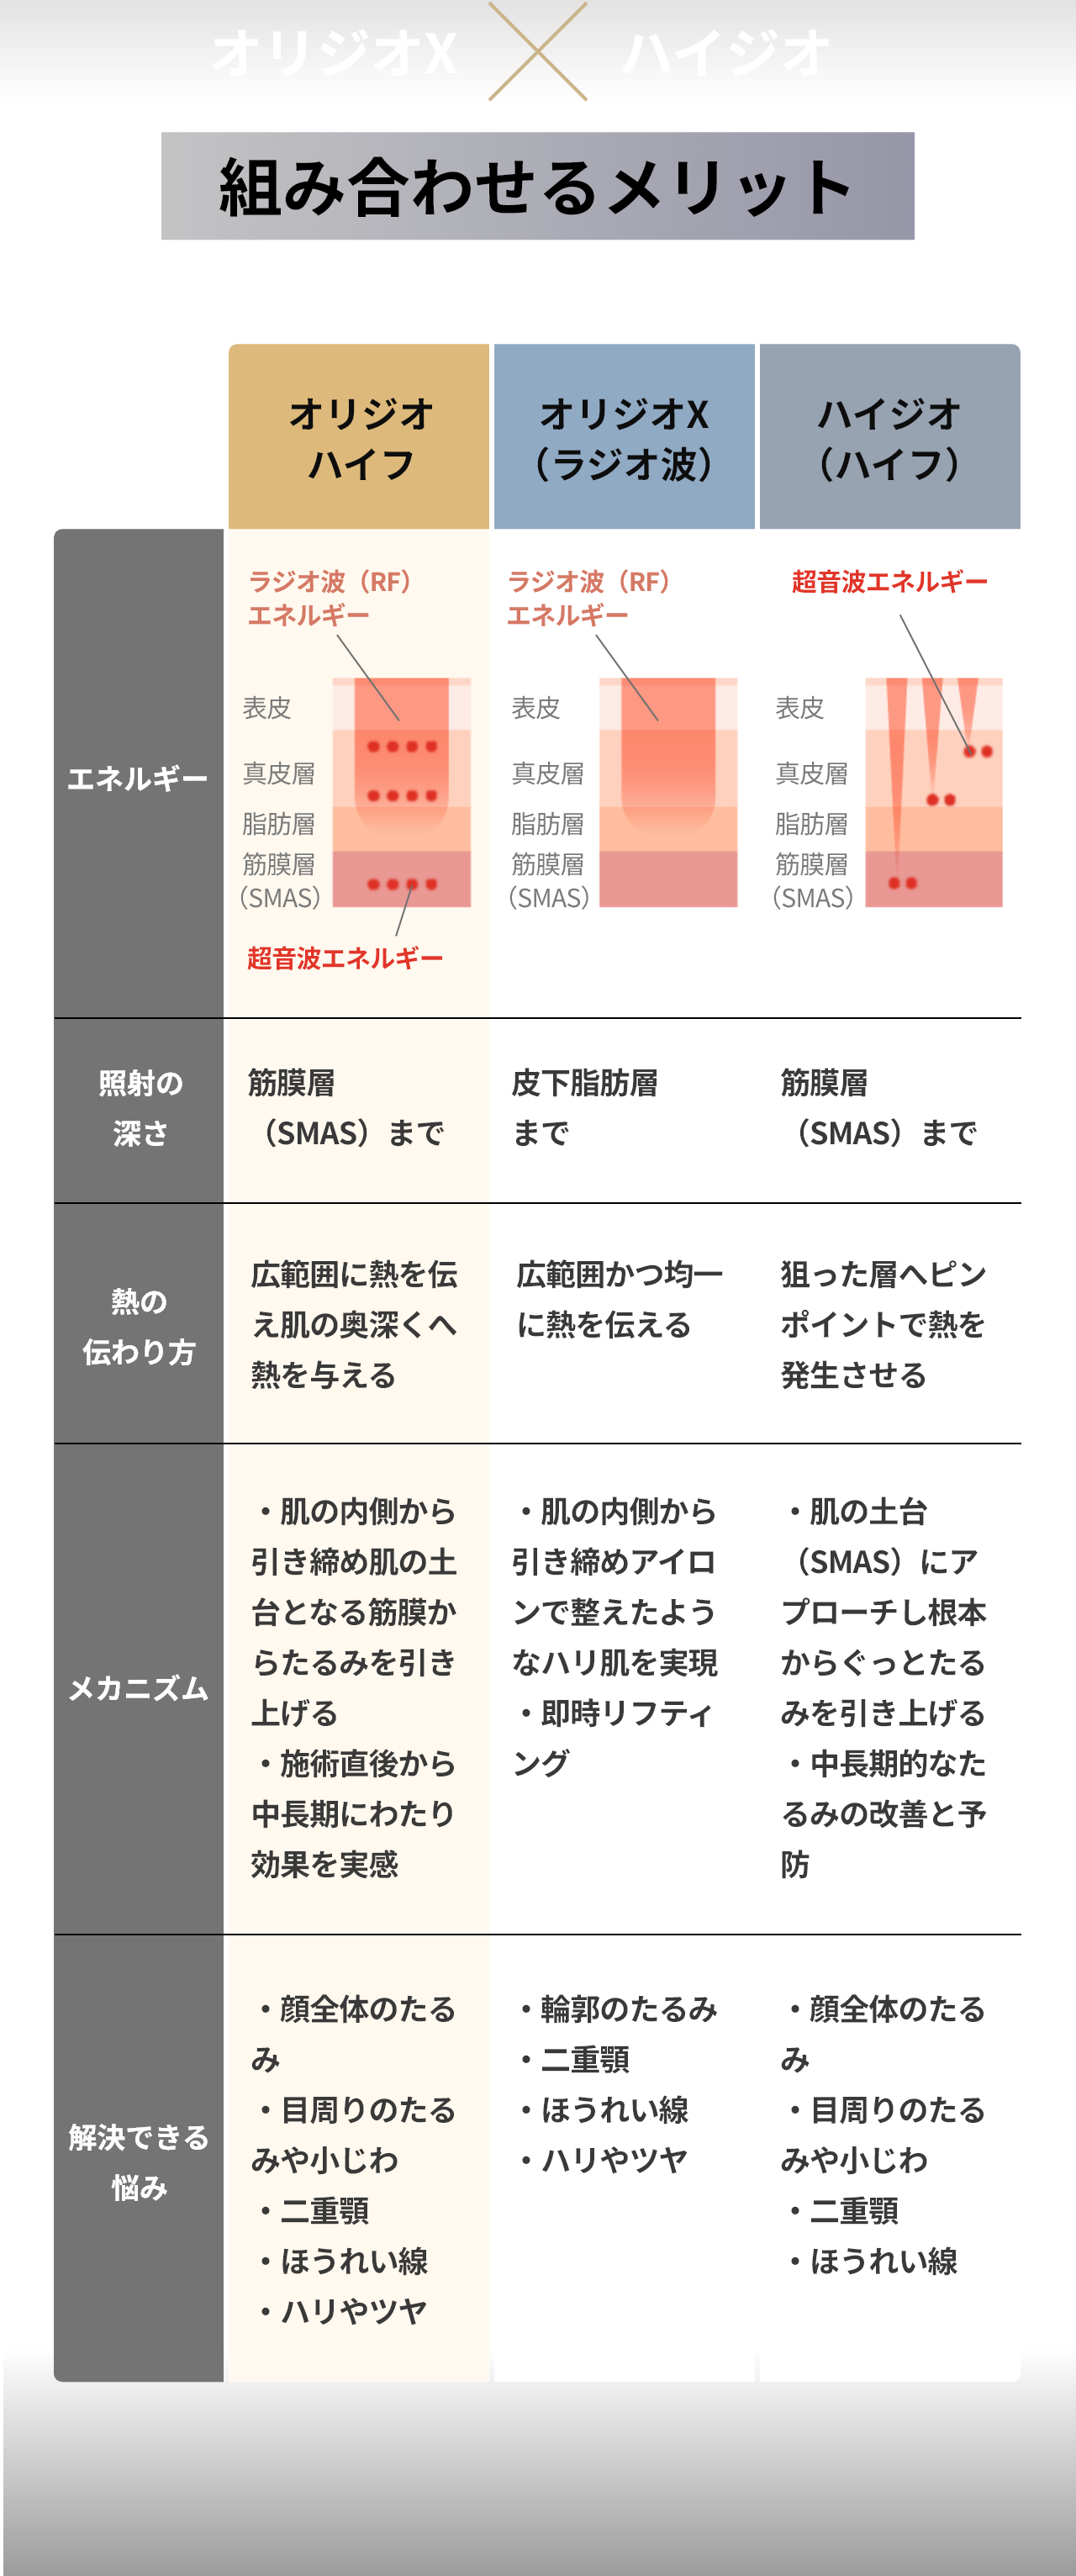 オリジオX
ハイジオ
組み合わせるメリット
オリジオ
ハイフ
オリジオX
（ラジオ波）
ハイジオ
（ハイフ）
エネルギー
ラジオ波（RF）
エネルギー
表皮
真皮層
脂肪層
筋膜層
（SMAS）
超音波エネルギー
ラジオ波（RF）
エネルギー
表皮
真皮層
脂肪層
筋膜層
（SMAS）
超音波エネルギー
表皮
真皮層
脂肪層
筋膜層
（SMAS）
照射の
深さ
筋膜層
（SMAS）まで
皮下脂肪層
まで
筋膜層
（SMAS）まで
熱の
伝わり方
広範囲に熱を伝
え肌の奥深くへ
熱を与える
広範囲かつ均一
に熱を伝える
狙った層へピン
ポイントで熱を
発生させる
メカニズム
・肌の内側から
引き締め肌の土
台となる筋膜か
らたるみを引き
上げる
・施術直後から
中長期にわたり
効果を実感
・肌の内側から
引き締めアイロ
ンで整えたよう
なハリ肌を実現
・即時リフティ
ング
・肌の土台
（SMAS）にア
プローチし根本
からぐっとたる
みを引き上げる
・中長期的なた
るみの改善と予
防
解決できる
悩み
・顔全体のたる
み
・目周りのたる
みや小じわ
・二重顎
・ほうれい線
・ハリやツヤ
・輪郭のたるみ
・二重顎
・ほうれい線
・ハリやツヤ
・顔全体のたる
み
・目周りのたる
みや小じわ
・二重顎
・ほうれい線